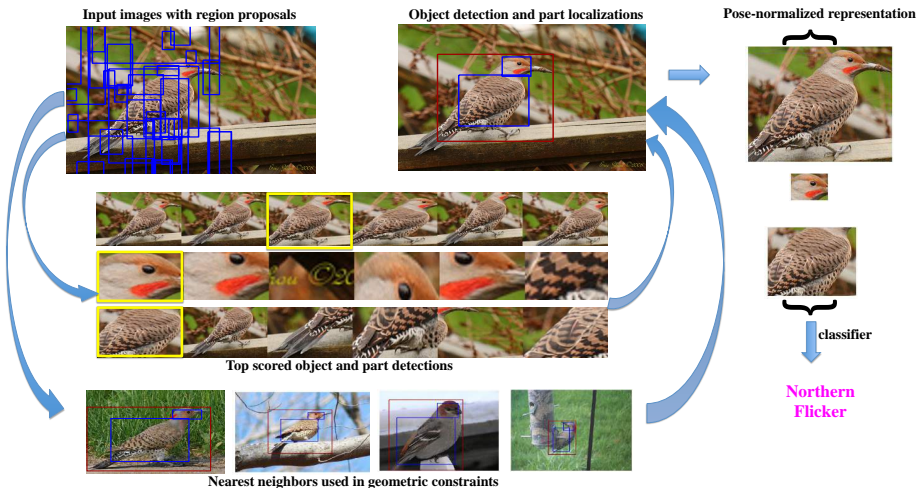 Input images with region proposals
Object detection and part localizations
Pose-normalized representation
Top scored object and part detections
classifier
Northern
Flicker
Nearest neighbors used in geometric constraints